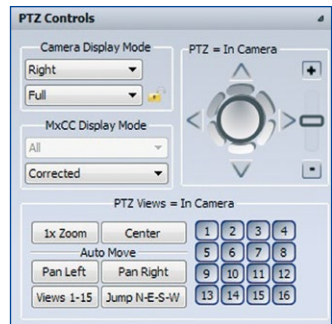 PTZ Controls
Camera Display Mode
PTZ = In Camera
Right
Full
+
MxCC Display Mode
All
Corrected
-
PTZ Views = In Camera
1x Zoom Center 1 2 3 4
Auto Move 5 6 7 8
Pan Left Pan Right 9 10 11 12
Views 1-15 Jump N-E-S-W 13 14 15 16